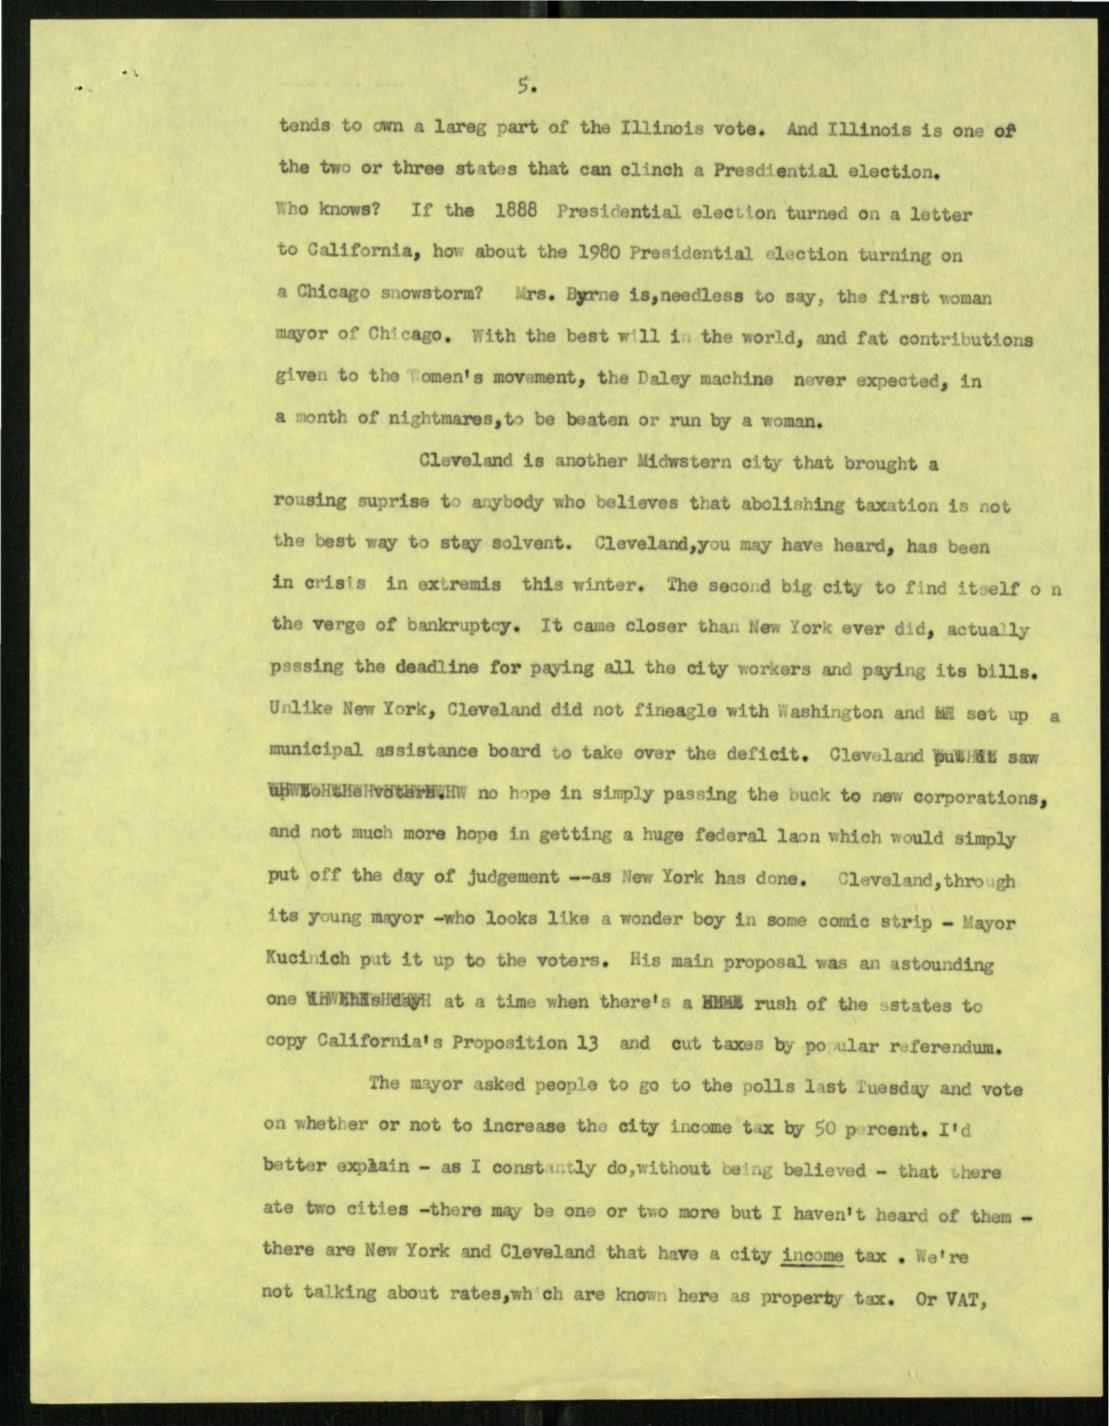 5.
tends to own a lareg part of the Illinois vote. And Illinois is one of
the two or three states that can clinch a Presdiential election.
Who knows? If the 1888 Presidential election turned on a letter
to California, how about the 1980 Presidential election turning on
a Chicago snowstorm? Mrs. Byrne is,needless to say, the first woman
mayor of Chicago. With the best will in the world, and fat contributions
given to the Women's movement, the Daley machine never expected, in
a month of nightmares,to be beaten or run by a woman.
Cleveland is another Midwstern city that brought a
rousing suprise to anybody who believes that abolishing taxation is not
the best way to stay solvent. Cleveland,you may have heard, has been
in crisis in extremis this winter. The second big city to find itself o n
the verge of bankruptcy. It came closer than New York ever did, actually
pssing the deadline for paying all the city workers and paying its bills.
Unlike New York, Cleveland did not fineagle with Washington and set up a
municipal assistance board to take over the deficit. Cleveland put it saw
up to the voters. no hope in simply passing the buck to new corporations,
and not much more hope in getting a huge federal laon which would simply
put off the day of judgement --as New York has done. Cleveland,through
its young mayor -who looks like a wonder boy in some comic strip - Mayor
Kucinich put it up to the voters. His main proposal was an astounding
one in this day at a time when there's a rush of the sstates to
copy California's Proposition 13 and cut taxes by popular referendum.
The mayor asked people to go to the polls last Tuesday and vote
on whether or not to increase the city income tax by 50 percent. I'd
better explain - as I constantly do,without being believed - that there
ate two cities -there may be one or two more but I haven't heard of them -
there are New York and Cleveland that have a city income tax . We're
not talking about rates,which are known here as property tax. Or VAT,